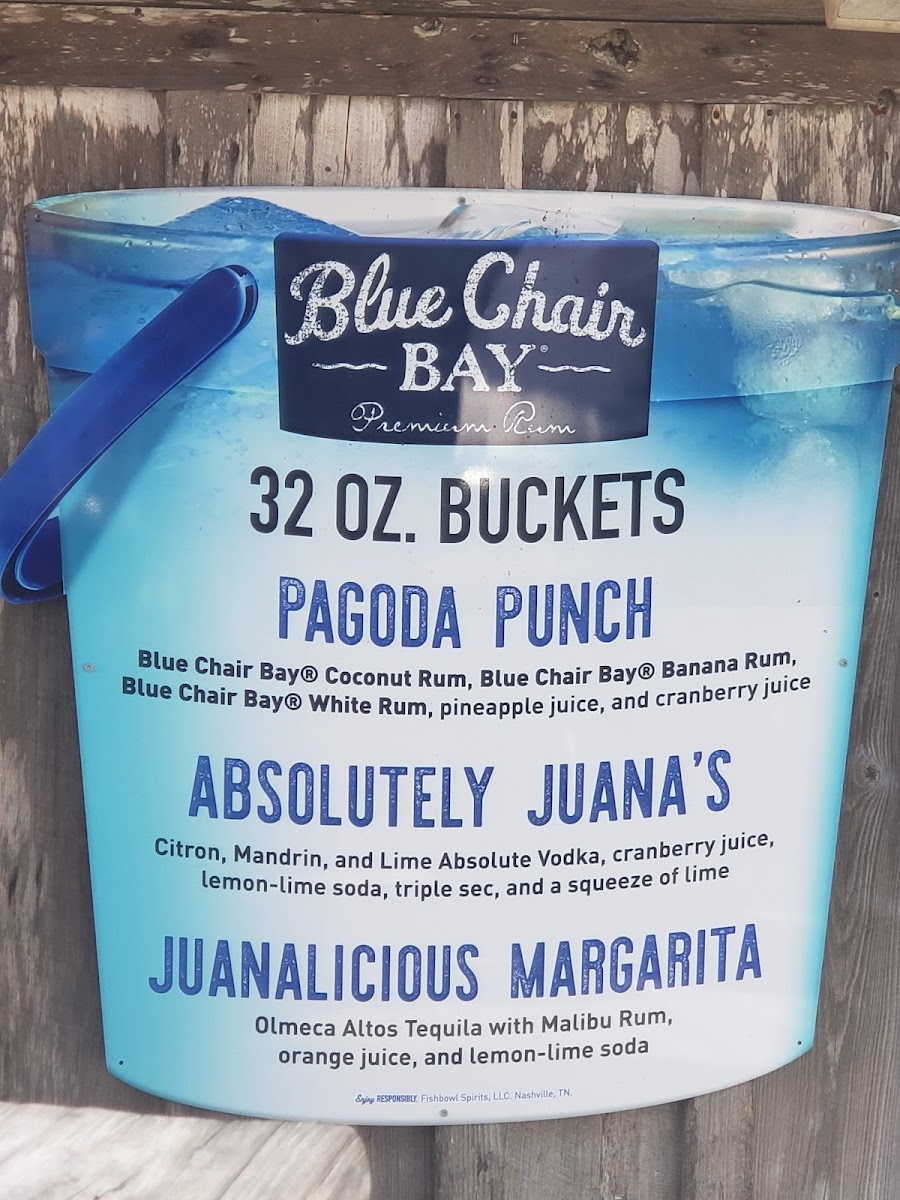 Blue Chair
BAY®
Premium Rum
32 OZ. BUCKETS
PAGODA PUNCH
Blue Chair Bay® Coconut Rum, Blue Chair Bay® Banana Rum,
Blue Chair Bay® White Rum, pineapple juice, and cranberry juice
ABSOLUTELY JUANA'S
Citron, Mandrin, and Lime Absolute Vodka, cranberry juice,
lemon-lime soda, triple sec, and a squeeze of lime
JUANALICIOUS MARGARITA
Olmeca Altos Tequila with Malibu Rum,
orange juice, and lemon-lime soda
Enjoy RESPONSIBLY. Fishbowl Spirits, LLC. Nashville, TN.